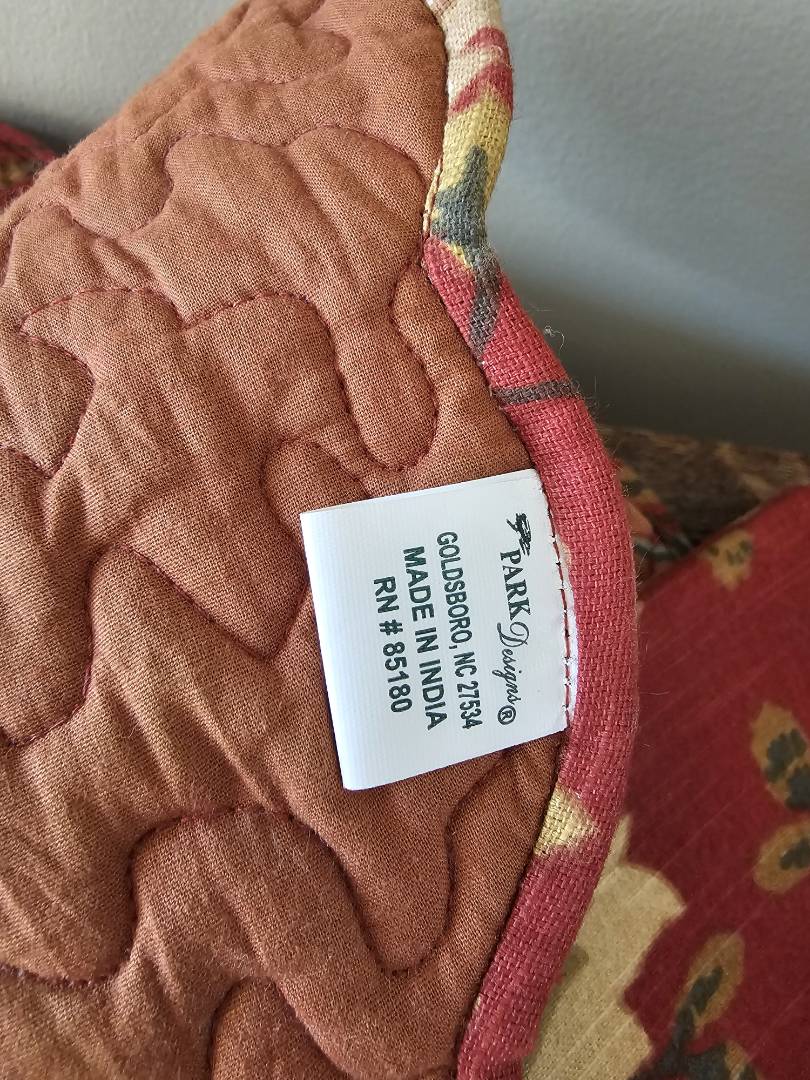 PARK Designs®
GOLDSBORO, NC 27534
MADE IN INDIA
RN # 85180